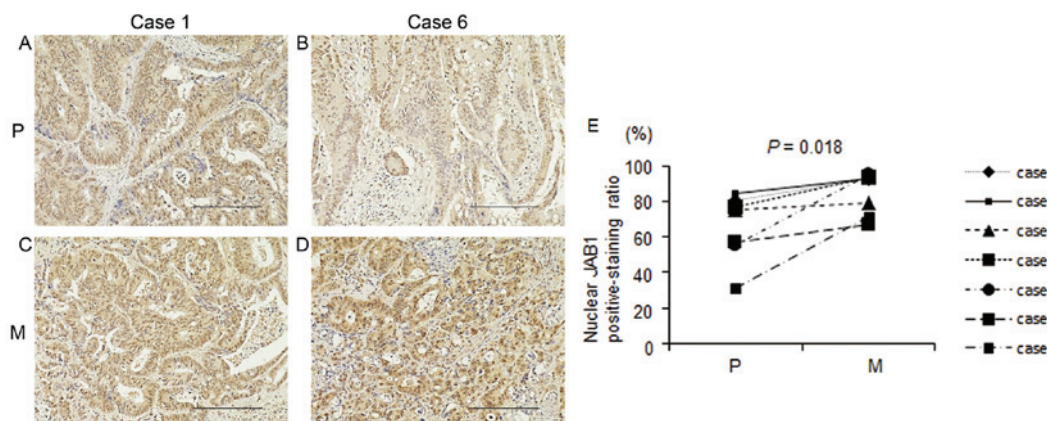 Case 1
Case 6
A
B
P
C
D
M
E
(%)
P = 0.018
Nuclear JAB1
positive-staining ratio
100
80
60
40
20
0
P
M
case
case
case
case
case
case
case